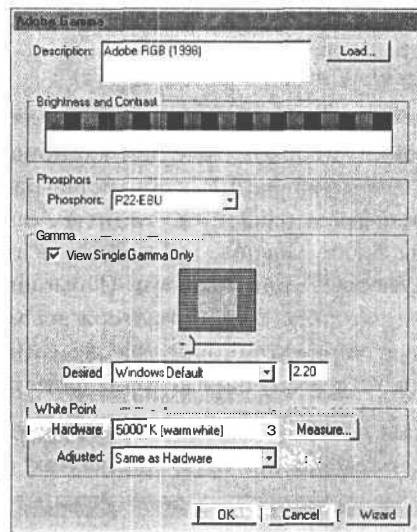 Adobe Gamma
Description: Adobe RGB (1998) Load...
Brightness and Contrast
Phosphors
Phosphors: P22-EBU
Gamma
View Single Gamma Only
Desired Windows Default 2.20
White Point
Hardware: 5000° K (warm white) 3 Measure...
Adjusted: Same as Hardware
OK Cancel Wizard